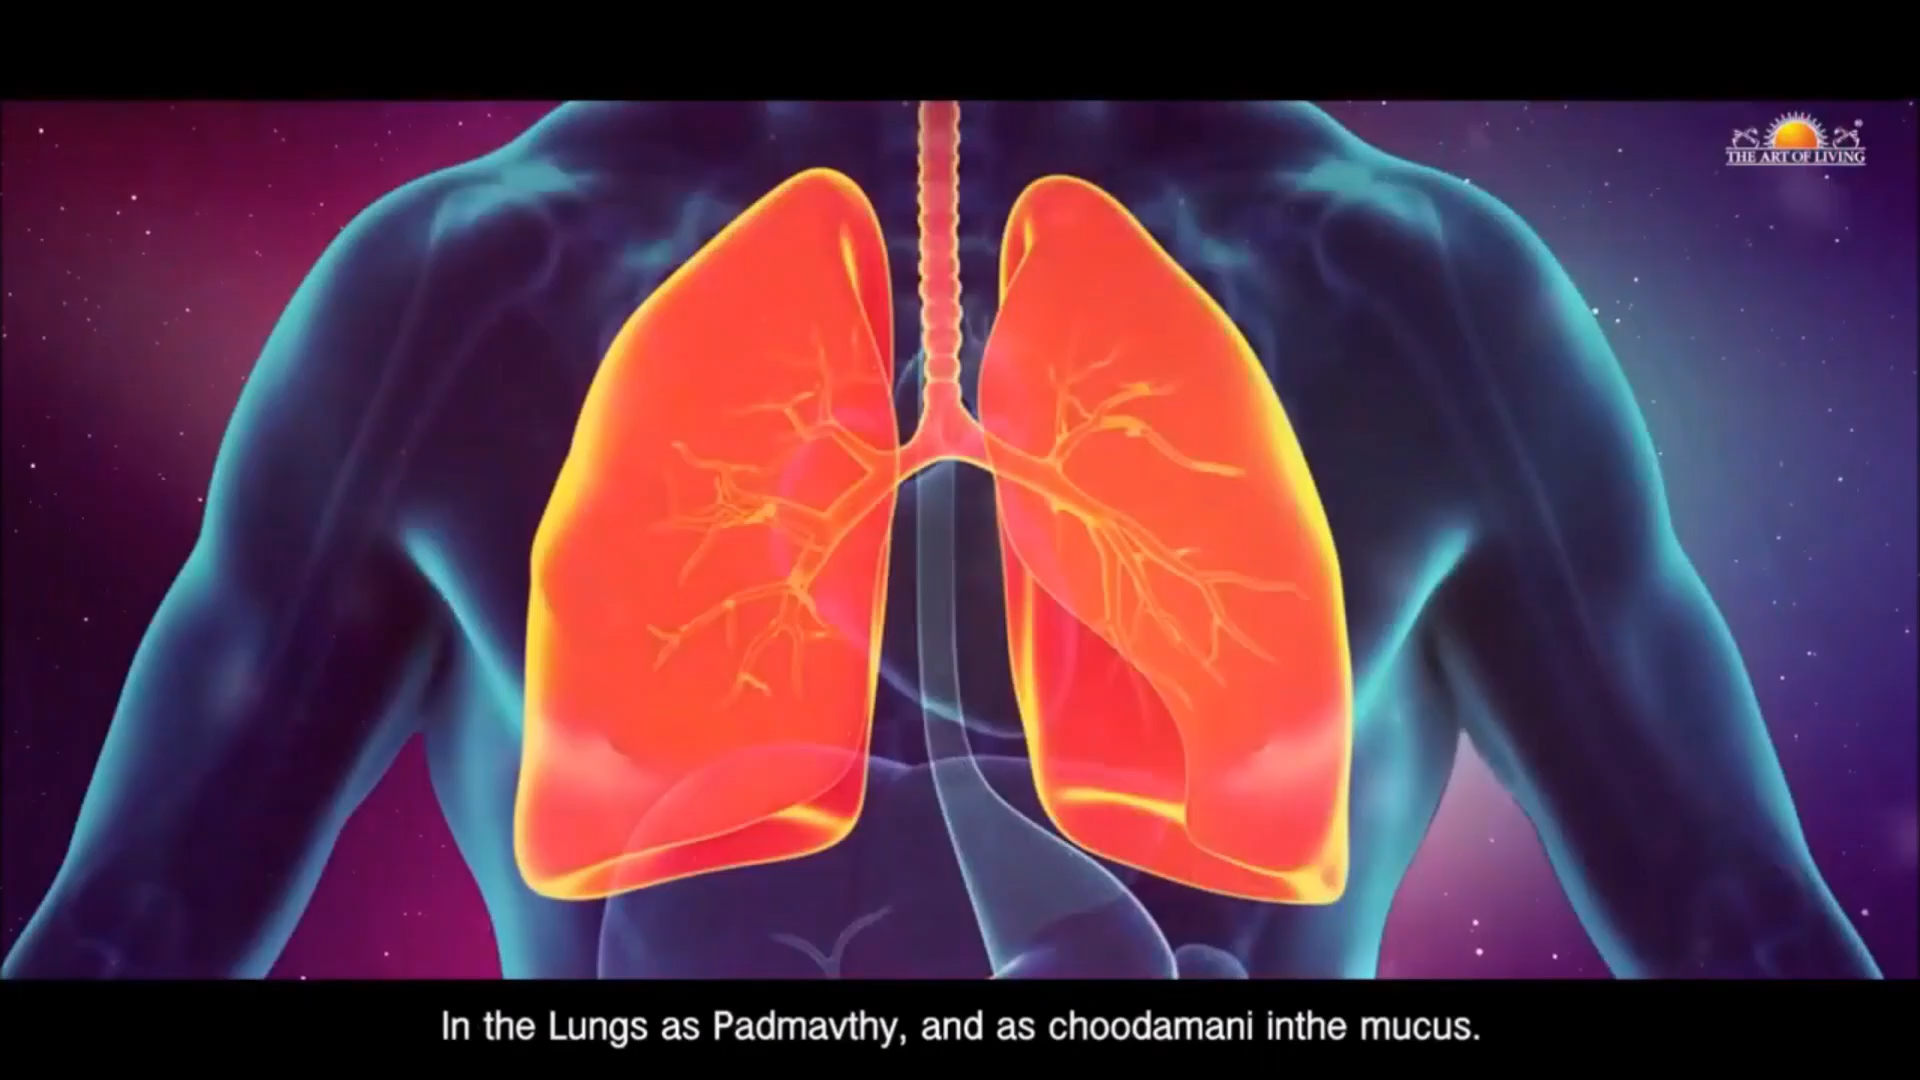 THE ART OF LIVING
In the Lungs as Padmavthy, and as choodamani inthe mucus.